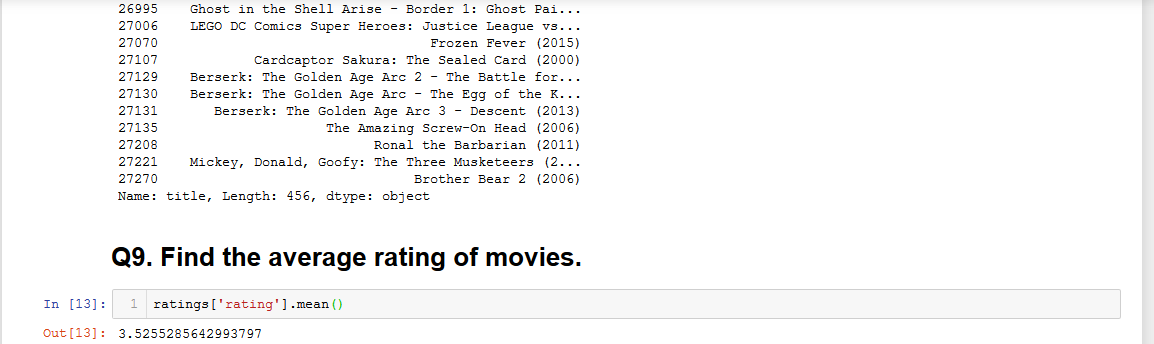 26995 Ghost in the Shell Arise - Border 1: Ghost Pai...
27006 LEGO DC Comics Super Heroes: Justice League vs...
27070 Frozen Fever (2015)
27107 Cardcaptor Sakura: The Sealed Card (2000)
27129 Berserk: The Golden Age Arc 2 - The Battle for...
27130 Berserk: The Golden Age Arc - The Egg of the K...
27131 Berserk: The Golden Age Arc 3 - Descent (2013)
27135 The Amazing Screw-On Head (2006)
27208 Ronal the Barbarian (2011)
27221 Mickey, Donald, Goofy: The Three Musketeers (2...
27270 Brother Bear 2 (2006)
Name: title, Length: 456, dtype: object
Q9. Find the average rating of movies.
In [13]: 1 ratings['rating'].mean()
Out[13]: 3.5255285642993797